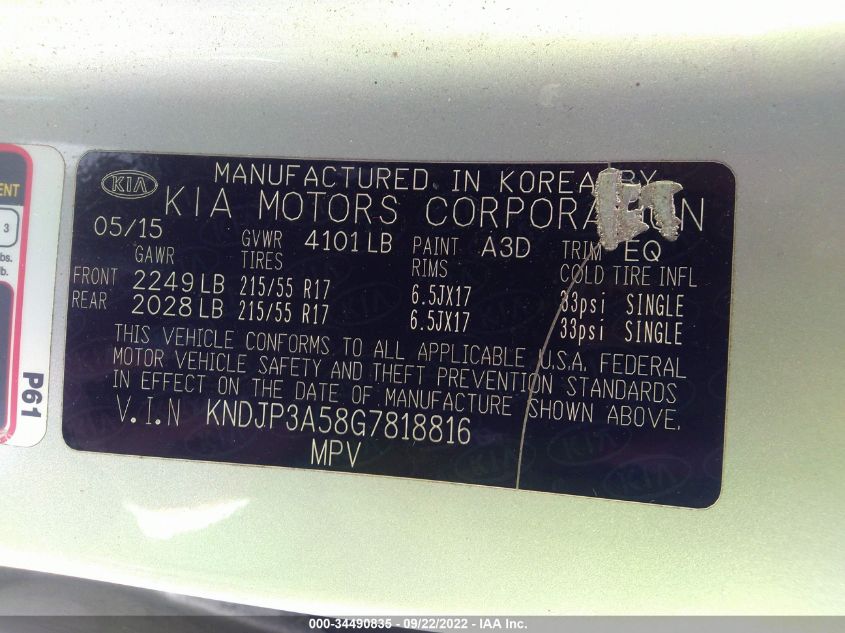 MANUFACTURED IN KOREA BY
KIA KIA MOTORS CORPORATION
05/15 GVWR 4101 LB PAINT A3D TRIM EQ
GAWR TIRES RIMS COLD TIRE INFL
FRONT 2249 LB 215/55 R17 6.5JX17 33psi SINGLE
REAR 2028 LB 215/55 R17 6.5JX17 33psi SINGLE
THIS VEHICLE CONFORMS TO ALL APPLICABLE U.S.A. FEDERAL
MOTOR VEHICLE SAFETY AND THEFT PREVENTION STANDARDS
IN EFFECT ON THE DATE OF MANUFACTURE SHOWN ABOVE.
V.I.N KNDJP3A58G7818816
MPV
3
P61
000-34490835 - 09/22/2022 - IAA Inc.